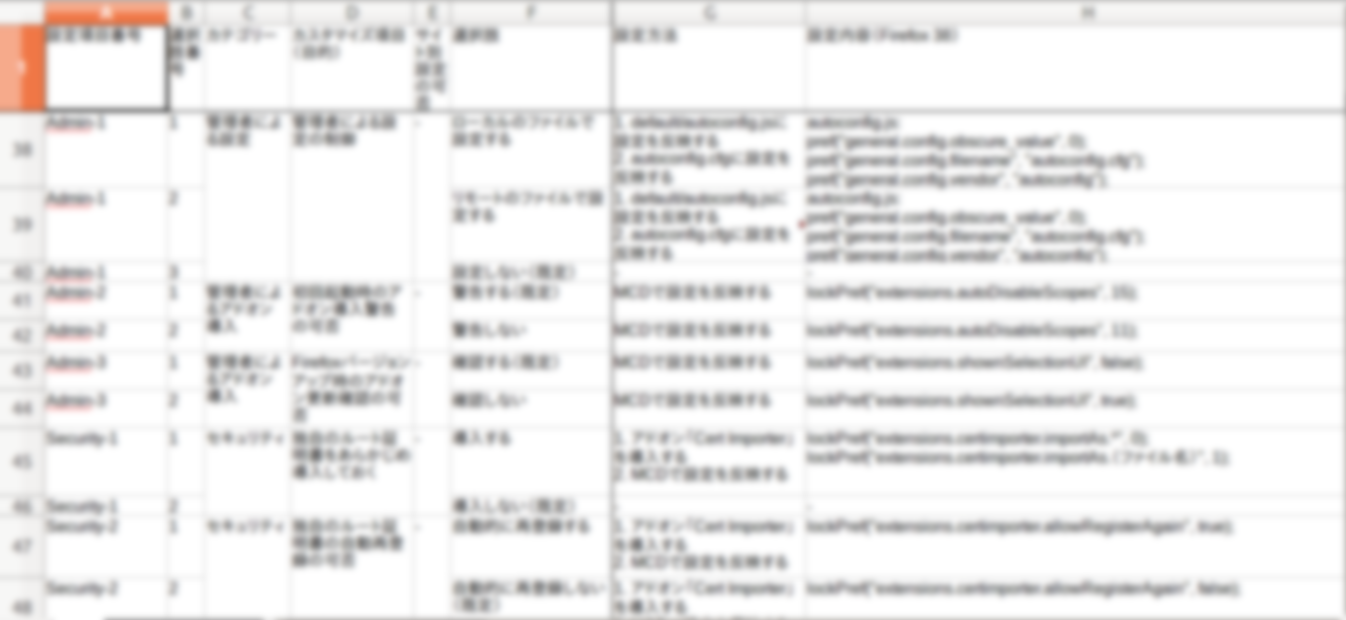 A B C D E F G H
設定項目番号
選択肢番号
カテゴリー
カスタマイズ項目
(目的)
選択肢
設定方法
設定内容(Firefox 38)
38
Admin-1
1
管理者によ
る設定
管理者による設
定の制御
-
ローカルのファイルで
設定する
1. default/autoconfig.jsに
設定を反映する
2. autoconfig.cfgに設定を
反映する
autoconfig.js:
pref("general.config.obscure_value", 0);
pref("general.config.filename", "autoconfig.cfg");
pref("general.config.vendor", "autoconfig");
39
Admin-1
2
リモートのファイルで設
定する
1. default/autoconfig.jsに
設定を反映する
2. autoconfig.cfgに設定を
反映する
autoconfig.js:
pref("general.config.obscure_value", 0);
pref("general.config.filename", "autoconfig.cfg");
pref("general.config.vendor", "autoconfig");
40
Admin-1
3
設定しない(既定)
-
-
41
Admin-2
1
管理者によ
るアドオン
導入
初回起動時のア
ドオン導入警告
の可否
-
警告する(既定)
MCDで設定を反映する
lockPref("extensions.autoDisableScopes", 15);
42
Admin-2
2
警告しない
MCDで設定を反映する
lockPref("extensions.autoDisableScopes", 11);
43
Admin-3
1
管理者によ
るアドオン
導入
Firefoxバージョン
アップ時のアドオ
ン更新確認の可
否
-
確認する(既定)
MCDで設定を反映する
lockPref("extensions.shownSelectionUI", false);
44
Admin-3
2
確認しない
MCDで設定を反映する
lockPref("extensions.shownSelectionUI", true);
45
Security-1
1
セキュリティ
独自のルート証
明書をあらかじめ
導入しておく
-
導入する
1. アドオン「Cert Importer」
を導入する
2. MCDで設定を反映する
lockPref("extensions.certimporter.importAs.*", 0);
lockPref("extensions.certimporter.importAs.(ファイル名)", 1);
46
Security-1
2
導入しない(既定)
-
-
47
Security-2
1
セキュリティ
独自のルート証
明書の自動再登
録の可否
-
自動的に再登録する
1. アドオン「Cert Importer」
を導入する
2. MCDで設定を反映する
lockPref("extensions.certimporter.allowRegisterAgain", true);
48
Security-2
2
自動的に再登録しない
(既定)
1. アドオン「Cert Importer」
を導入する
lockPref("extensions.certimporter.allowRegisterAgain", false);